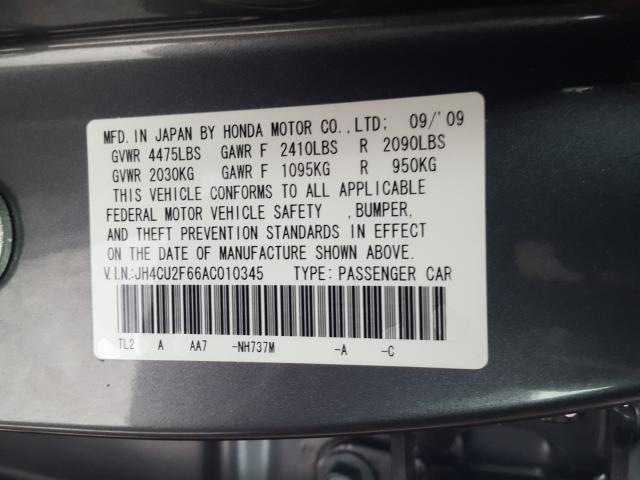 MFD. IN JAPAN BY HONDA MOTOR CO.,LTD; 09/'09
GVWR 4475LBS GAWR F 2410LBS R 2090LBS
GVWR 2030KG GAWR F 1095KG R 950KG
THIS VEHICLE CONFORMS TO ALL APPLICABLE
FEDERAL MOTOR VEHICLE SAFETY ,BUMPER,
AND THEFT PREVENTION STANDARDS IN EFFECT
ON THE DATE OF MANUFACTURE SHOWN ABOVE.
V.I.N:JH4CU2F66AC010345 TYPE: PASSENGER CAR
TL2 A AA7 -NH737M -A -C